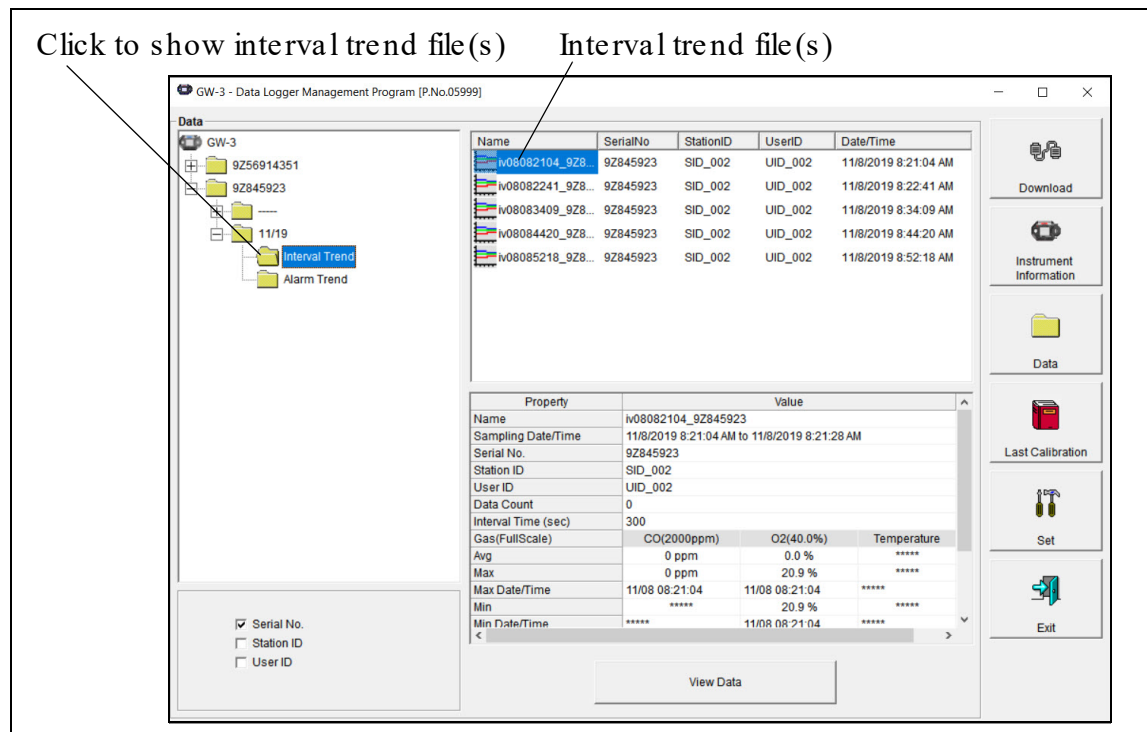 Click to show interval trend file(s) Interval trend file(s)
GW-3 - Data Logger Management Program [P.No.05999]
Data
GW-3
9Z56914351
9Z845923
----
11/19
Interval Trend
Alarm Trend
Serial No.
Station ID
User ID
Name SerialNo StationID UserID Date/Time
iv08082104_9Z8... 9Z845923 SID_002 UID_002 11/8/2019 8:21:04 AM
iv08082241_9Z8... 9Z845923 SID_002 UID_002 11/8/2019 8:22:41 AM
iv08083409_9Z8... 9Z845923 SID_002 UID_002 11/8/2019 8:34:09 AM
iv08084420_9Z8... 9Z845923 SID_002 UID_002 11/8/2019 8:44:20 AM
iv08085218_9Z8... 9Z845923 SID_002 UID_002 11/8/2019 8:52:18 AM
Property Value
Name iv08082104_9Z845923
Sampling Date/Time 11/8/2019 8:21:04 AM to 11/8/2019 8:21:28 AM
Serial No. 9Z845923
Station ID SID_002
User ID UID_002
Data Count 0
Interval Time (sec) 300
Gas(FullScale) CO(2000ppm) O2(40.0%) Temperature
Avg 0 ppm 0.0 % *****
Max 0 ppm 20.9 % *****
Max Date/Time 11/08 08:21:04 11/08 08:21:04 *****
Min ***** 20.9 % *****
Min Date/Time ***** 11/08 08:21:04 *****
View Data
Download
Instrument
Information
Data
Last Calibration
Set
Exit